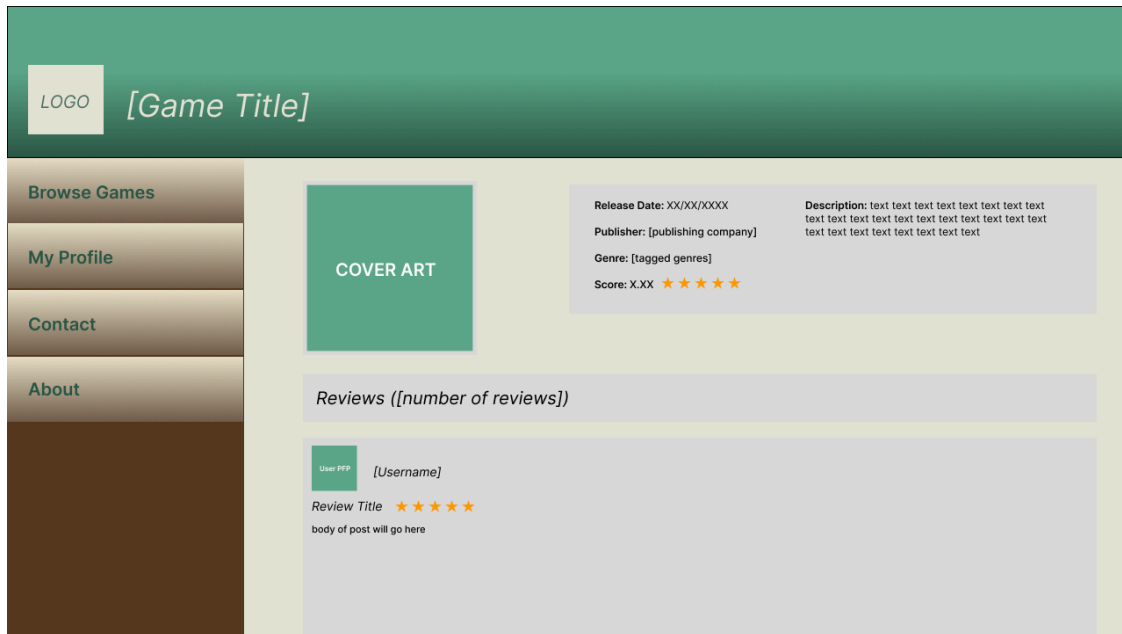 LOGO
[Game Title]
Browse Games
My Profile
Contact
About
COVER ART
Release Date: XX/XX/XXXX
Publisher: [publishing company]
Genre: [tagged genres]
Score: X.XX ★ ★ ★ ★ ★
Description: text text text text text text text text
text text text text text text text text text text text
text text text text text text text text
Reviews ([number of reviews])
User PFP
[Username]
Review Title ★ ★ ★ ★ ★
body of post will go here